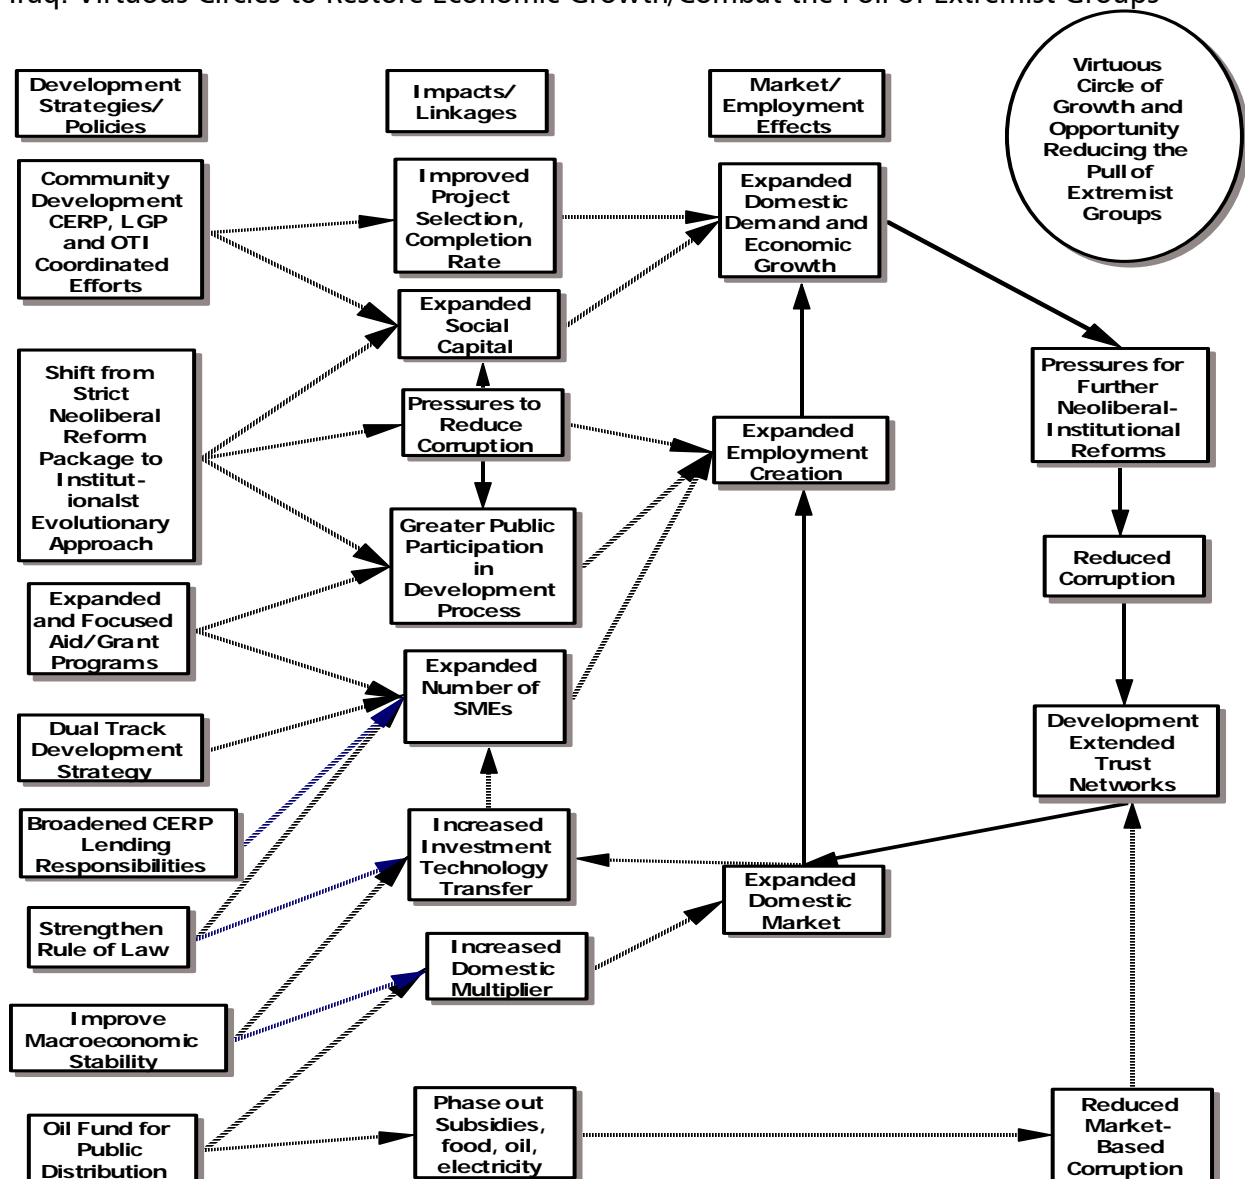 Iraq: Virtuous Circles to Restore Economic Growth/Combat the Pull of Extremist Groups
Development
Strategies/
Policies
Impacts/
Linkages
Market/
Employment
Effects
Virtuous
Circle of
Growth and
Opportunity
Reducing the
Pull of
Extremist
Groups
Community
Development
CERP, LGP
and OTI
Coordinated
Efforts
Improved
Project
Selection,
Completion
Rate
Expanded
Domestic
Demand and
Economic
Growth
Expanded
Social
Capital
Shift from
Strict
Neoliberal
Reform
Package to
Institut-
ionalst
Evolutionary
Approach
Pressures to
Reduce
Corruption
Expanded
Employment
Creation
Pressures for
Further
Neoliberal-
Institutional
Reforms
Greater Public
Participation
in
Development
Process
Reduced
Corruption
Expanded
and Focused
Aid/Grant
Programs
Expanded
Number of
SMEs
Development
Extended
Trust
Networks
Dual Track
Development
Strategy
Broadened CERP
Lending
Responsibilities
Increased
Investment
Technology
Transfer
Expanded
Domestic
Market
Strengthen
Rule of Law
Increased
Domestic
Multiplier
Improve
Macroeconomic
Stability
Oil Fund for
Public
Distribution
Phase out
Subsidies,
food, oil,
electricity
Reduced
Market-
Based
Corruption